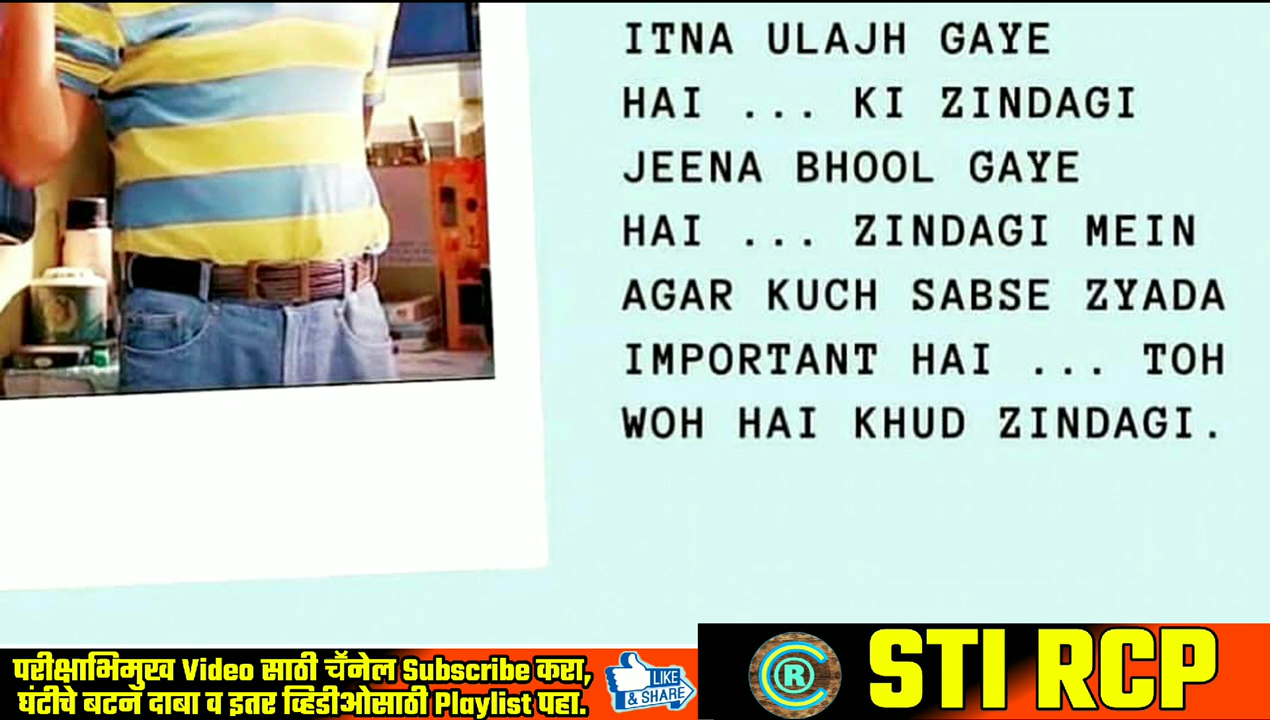 ITNA ULAJH GAYE
HAI ... KI ZINDAGI
JEENA BHOOL GAYE
HAI ... ZINDAGI MEIN
AGAR KUCH SABSE ZYADA
IMPORTANT HAI ... TOH
WOH HAI KHUD ZINDAGI.
परीक्षाभिमुख Video साठी चॅनेल Subscribe करा,
घंटीचे बटन दाबा व इतर व्हिडीओसाठी Playlist पहा.
LIKE
& SHARE
C R
STI RCP